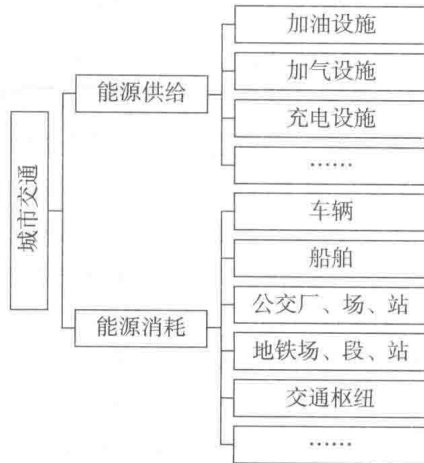 城市交通
能源供给
加油设施
加气设施
充电设施
……
能源消耗
车辆
船舶
公交厂、场、站
地铁场、段、站
交通枢纽
……